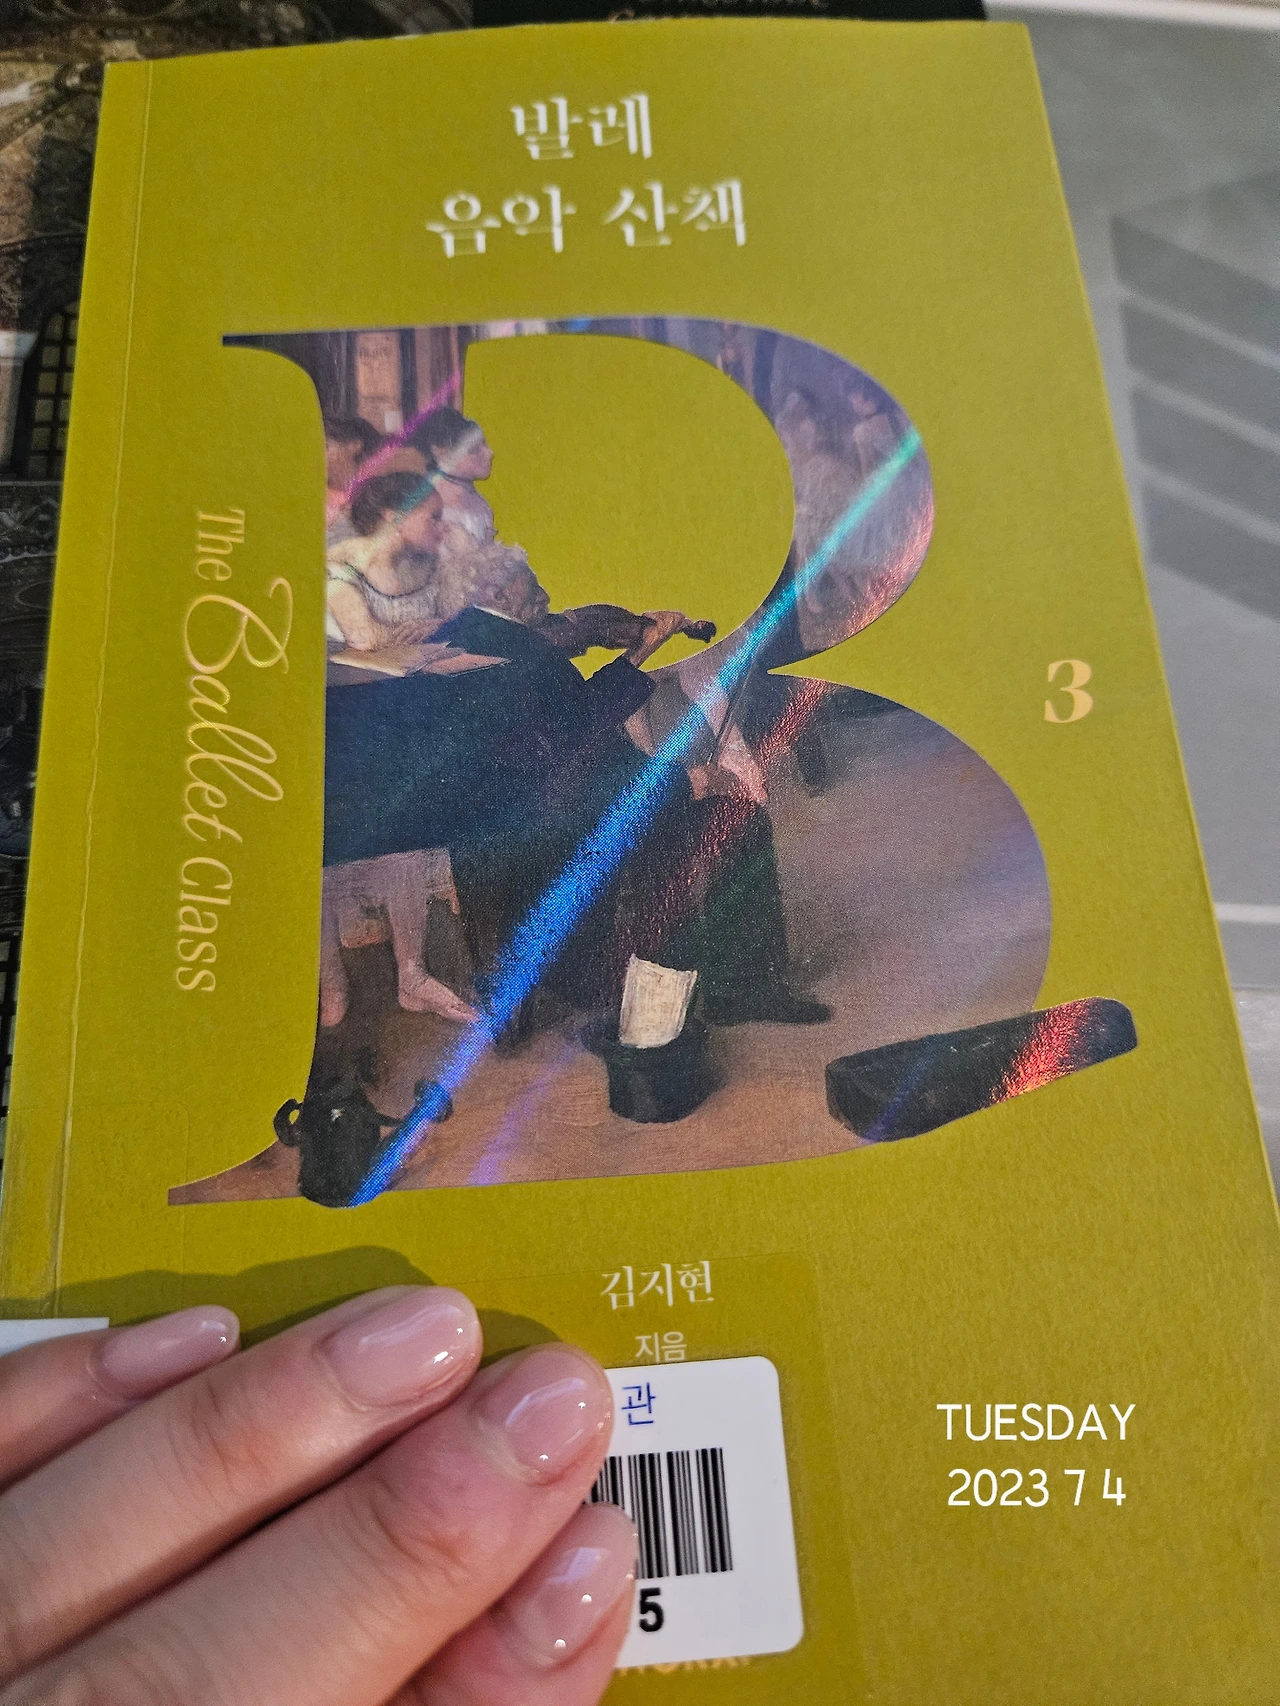 발레
음악 산책
The Ballet Class
3
김지현
지음
관
5
TUESDAY
2023 7 4